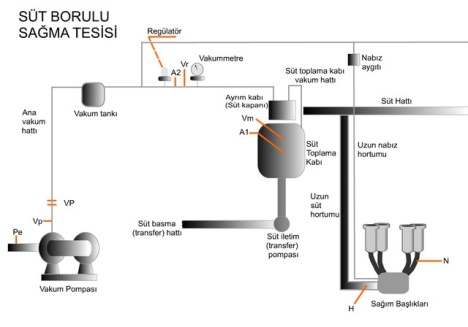 SÜT BORULU
SAĞMA TESİSİ
Regülatör
Vakummetre
Vr
A2
Nabız
aygıtı
Süt toplama kabı
vakum hattı
Ayrım kabı
(Süt kapanı)
Süt Hattı
Vakum tankı
Ana
vakum
hattı
Vm
A1
Süt
Toplama
Kabı
Uzun nabız
hortumu
Uzun
süt
hortumu
VP
Vp
Pe
Süt basma
(transfer) hattı
Süt iletim
(transfer)
pompası
N
H
Vakum Pompası
Sağım Başlıkları